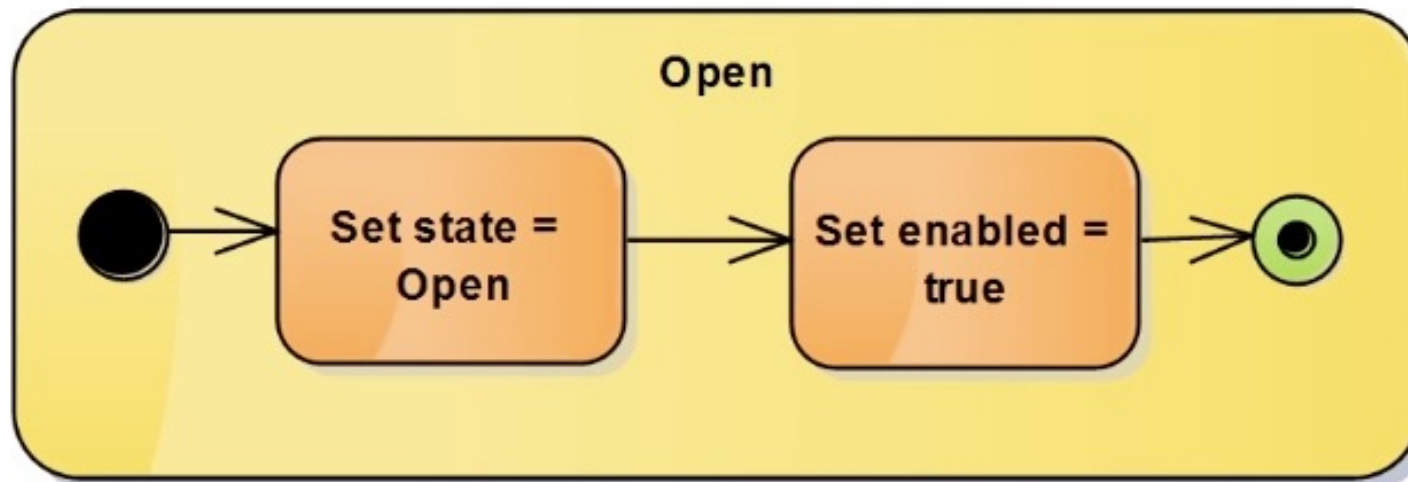 Open
Set state =
Open
Set enabled =
true